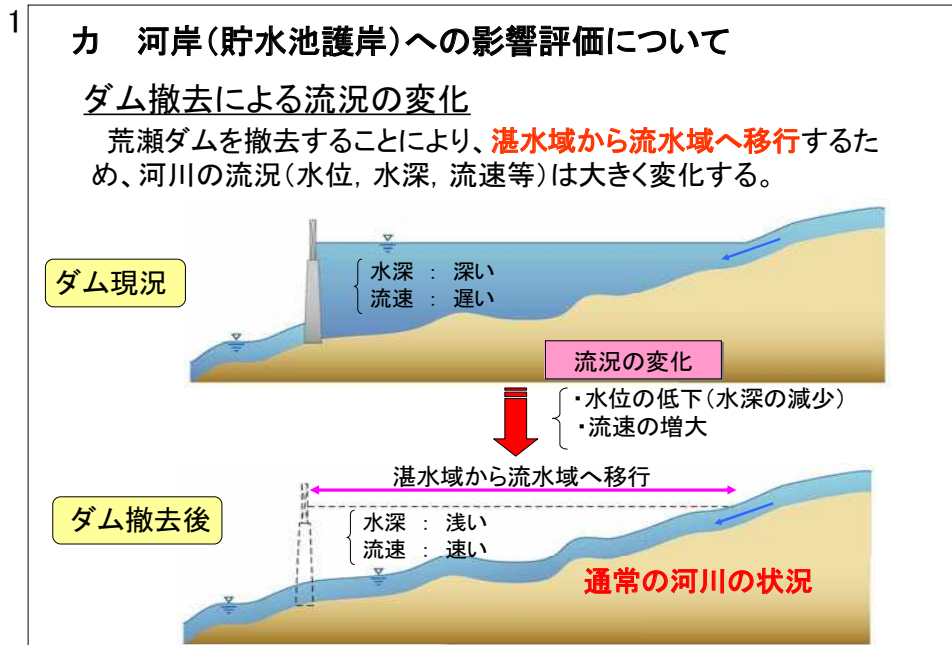 1
カ 河岸(貯水池護岸)への影響評価について
ダム撤去による流況の変化
荒瀬ダムを撤去することにより、湛水域から流水域へ移行するた
め、河川の流況(水位, 水深, 流速等)は大きく変化する。
ダム現況
水深 : 深い
流速 : 遅い
流況の変化
・水位の低下(水深の減少)
・流速の増大
湛水域から流水域へ移行
ダム撤去後
水深 : 浅い
流速 : 速い
通常の河川の状況